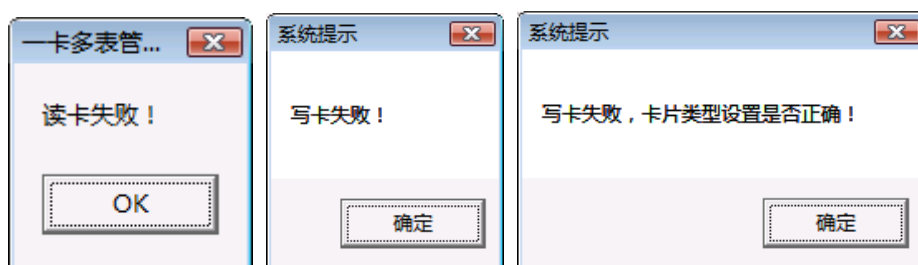 一卡多表管...
读卡失败！
OK
系统提示
写卡失败！
确定
系统提示
写卡失败，卡片类型设置是否正确！
确定